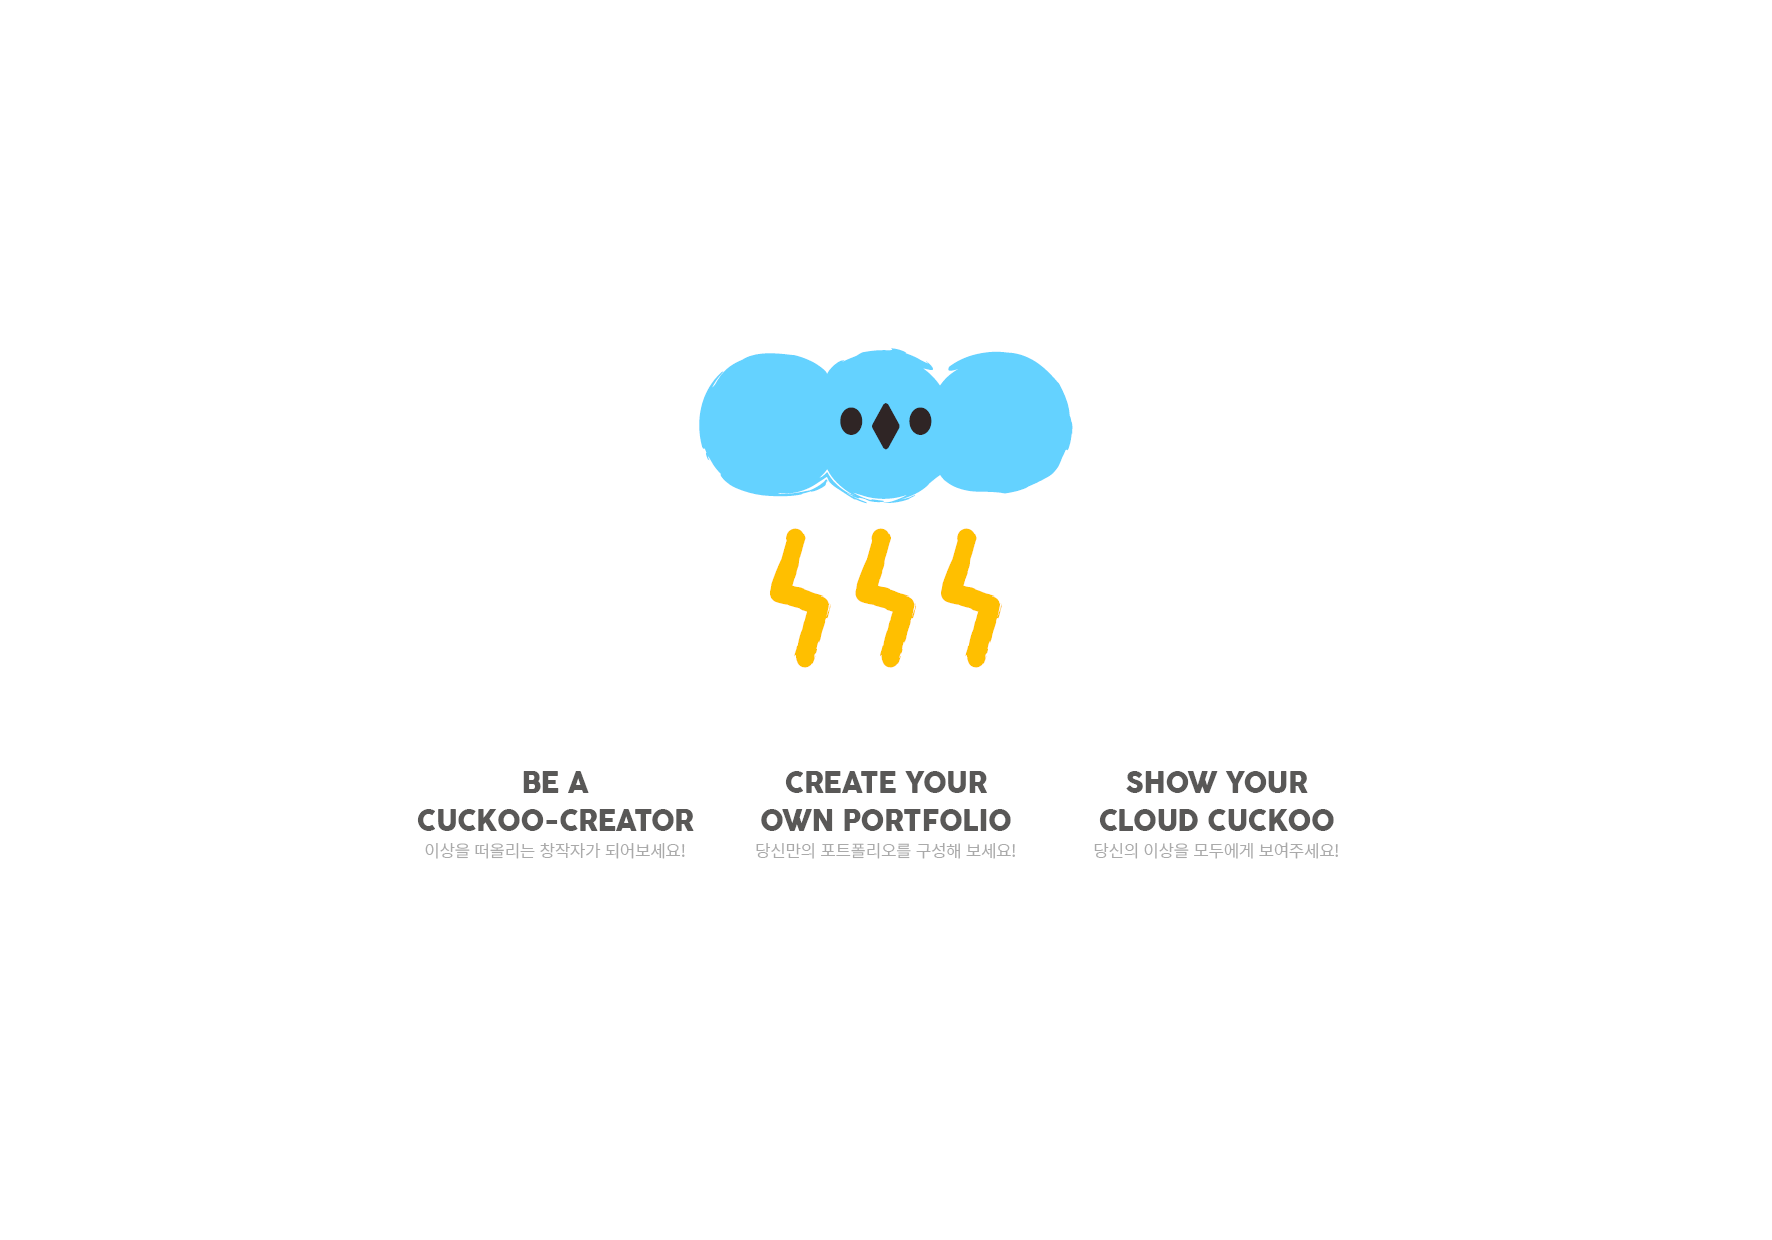 BE A
CUCKOO-CREATOR
이상을 떠올리는 창작자가 되어보세요!
CREATE YOUR
OWN PORTFOLIO
당신만의 포트폴리오를 구성해 보세요!
SHOW YOUR
CLOUD CUCKOO
당신의 이상을 모두에게 보여주세요!